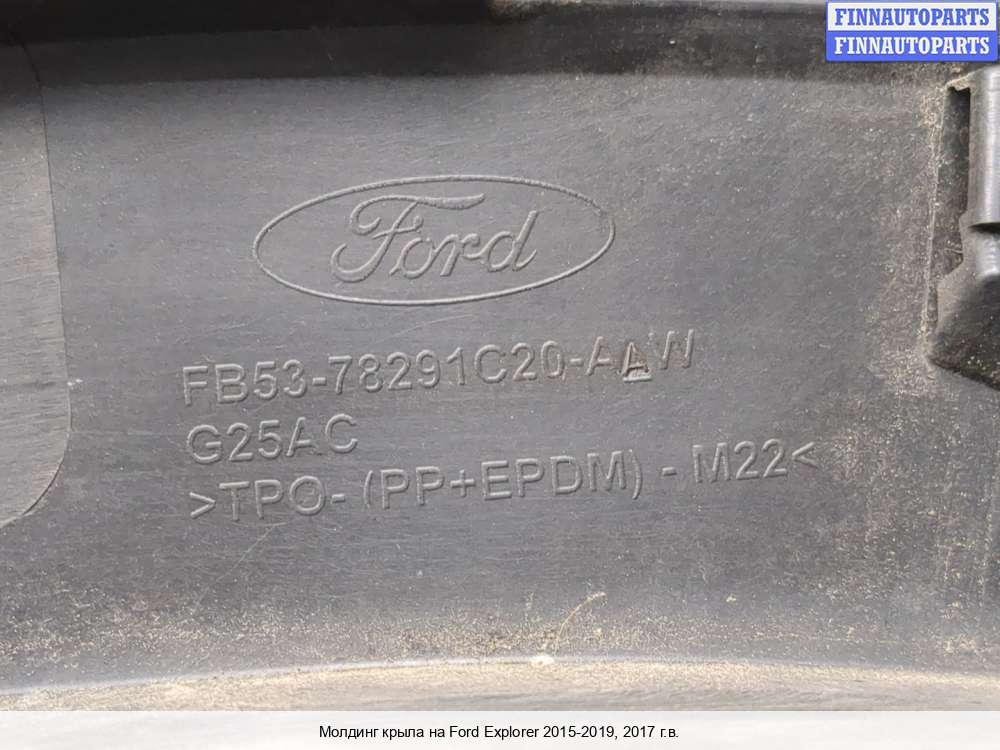 FINNAUTOPARTS
FINNAUTOPARTS
Ford
FB53-78291C20-AAW
G25AC
>TPO- (PP+EPDM) - M22<
Молдинг крыла на Ford Explorer 2015-2019, 2017 г.в.